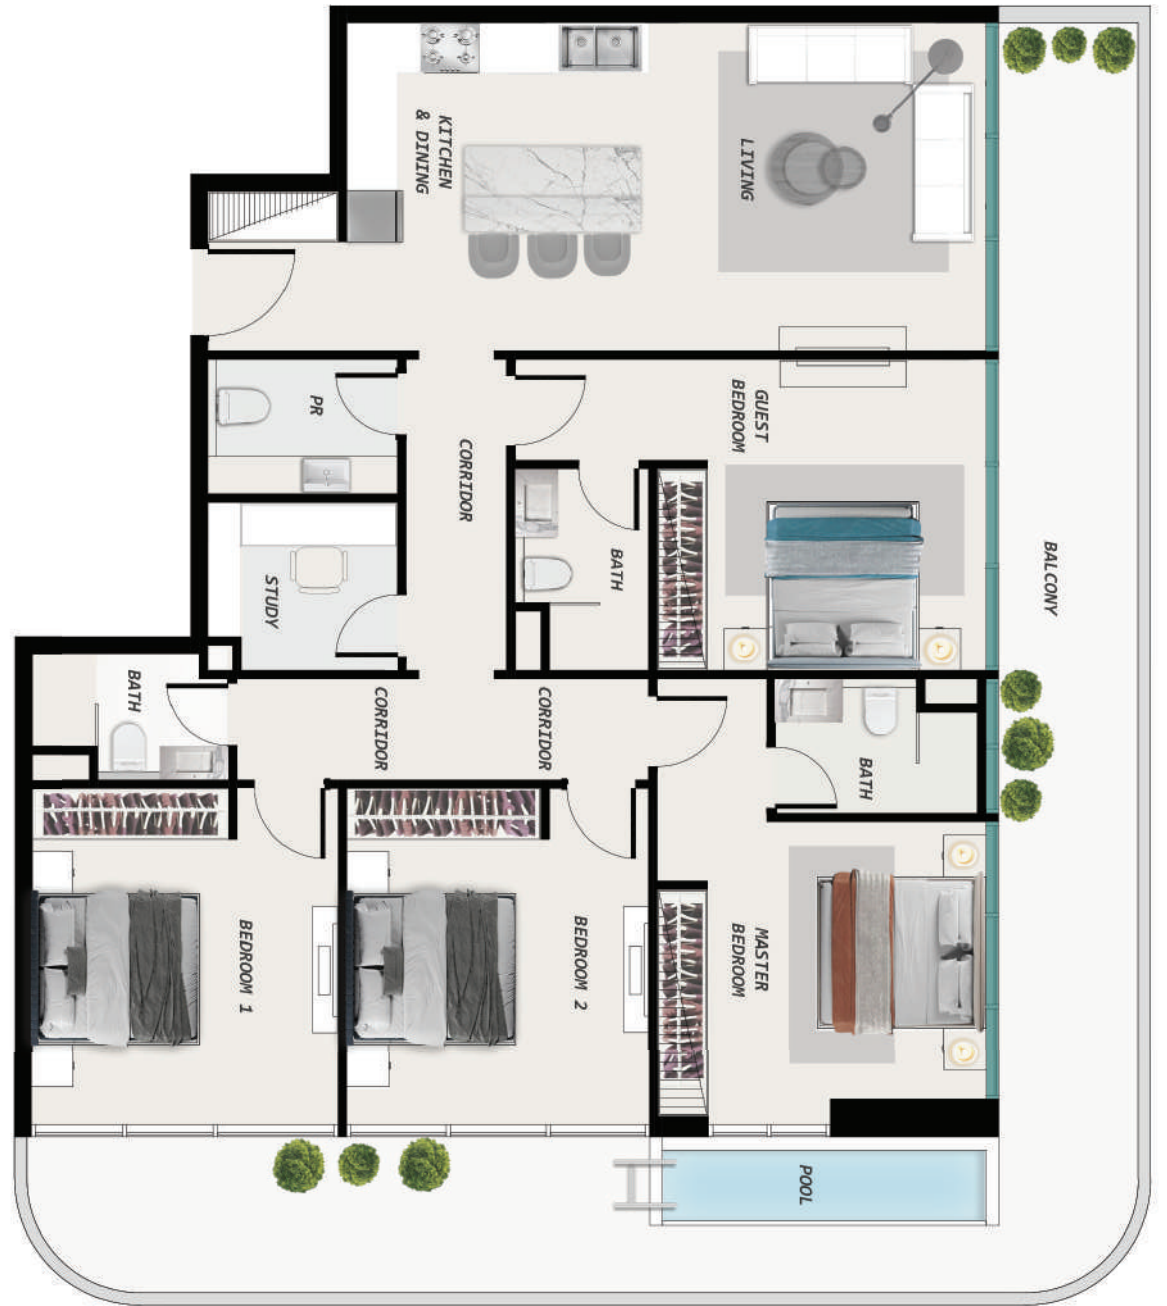 KITCHEN
& DINING
LIVING
PR
CORRIDOR
GUEST
BEDROOM
BATH
STUDY
BALCONY
BATH
CORRIDOR
CORRIDOR
BATH
BEDROOM 1
BEDROOM 2
MASTER
BEDROOM
POOL